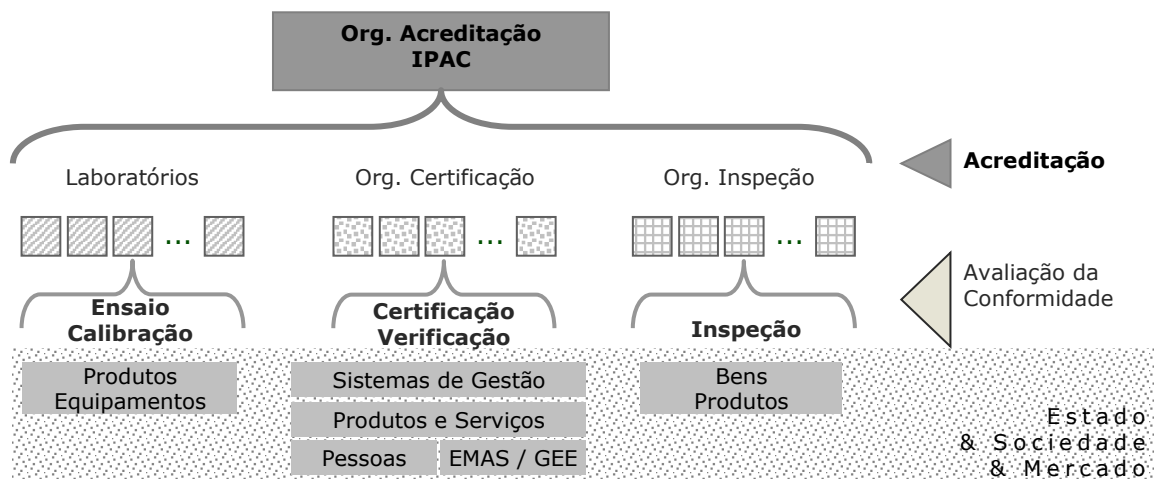 Org. Acreditação
IPAC
Acreditação
Laboratórios
Org. Certificação
Org. Inspeção
...
...
...
Avaliação da
Conformidade
Ensaio
Calibração
Certificação
Verificação
Inspeção
Produtos
Equipamentos
Sistemas de Gestão
Produtos e Serviços
Pessoas
EMAS / GEE
Bens
Produtos
Estado
& Sociedade
& Mercado